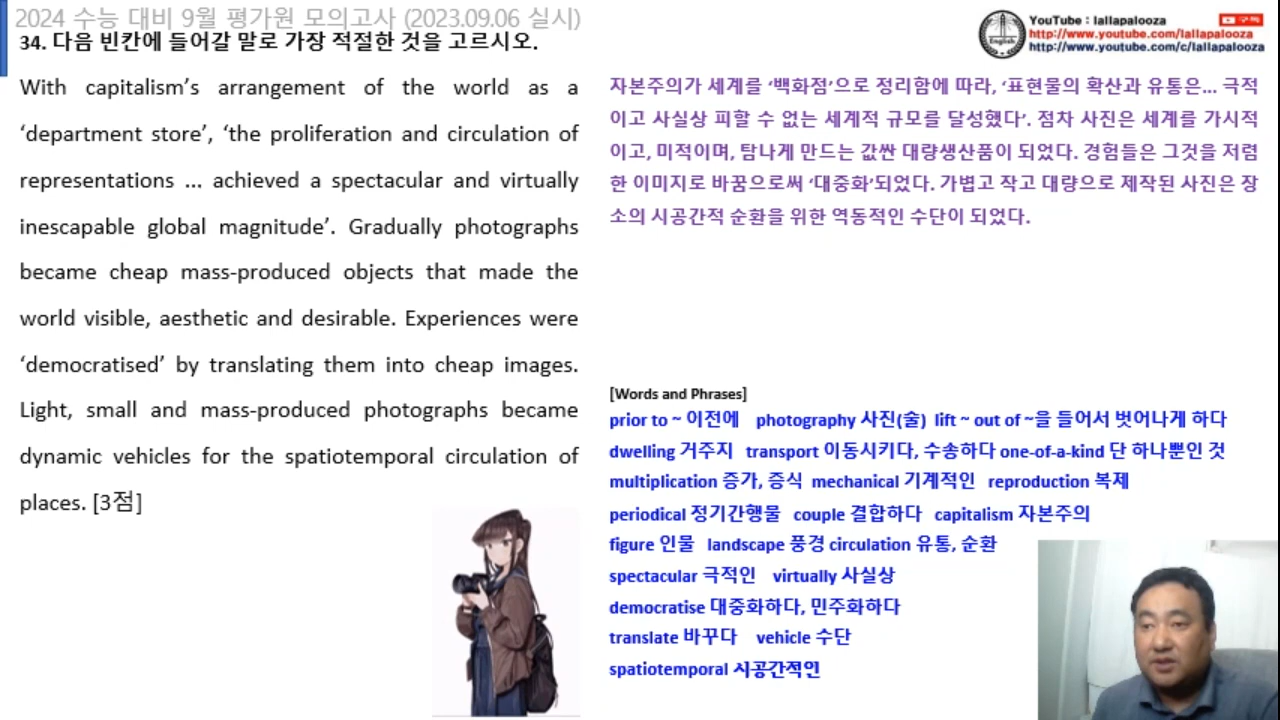 2024 수능 대비 9월 평가원 모의고사 (2023.09.06 실시)
34. 다음 빈칸에 들어갈 말로 가장 적절한 것을 고르시오.
With capitalism’s arrangement of the world as a
‘department store’, ‘the proliferation and circulation of
representations ... achieved a spectacular and virtually
inescapable global magnitude’. Gradually photographs
became cheap mass-produced objects that made the
world visible, aesthetic and desirable. Experiences were
‘democratised’ by translating them into cheap images.
Light, small and mass-produced photographs became
dynamic vehicles for the spatiotemporal circulation of
places. [3점]
YouTube : lallapalooza
구독
http://www.youtube.com/lallapalooza
http://www.youtube.com/c/lallapalooza
English
자본주의가 세계를 ‘백화점’으로 정리함에 따라, ‘표현물의 확산과 유통은... 극적
이고 사실상 피할 수 없는 세계적 규모를 달성했다’. 점차 사진은 세계를 가시적
이고, 미적이며, 탐나게 만드는 값싼 대량생산품이 되었다. 경험들은 그것을 저렴
한 이미지로 바꿈으로써 ‘대중화’되었다. 가볍고 작고 대량으로 제작된 사진은 장
소의 시공간적 순환을 위한 역동적인 수단이 되었다.
[Words and Phrases]
prior to ~ 이전에 photography 사진(술) lift ~ out of ~을 들어서 벗어나게 하다
dwelling 거주지 transport 이동시키다, 수송하다 one-of-a-kind 단 하나뿐인 것
multiplication 증가, 증식 mechanical 기계적인 reproduction 복제
periodical 정기간행물 couple 결합하다 capitalism 자본주의
figure 인물 landscape 풍경 circulation 유통, 순환
spectacular 극적인 virtually 사실상
democratise 대중화하다, 민주화하다
translate 바꾸다 vehicle 수단
spatiotemporal 시공간적인